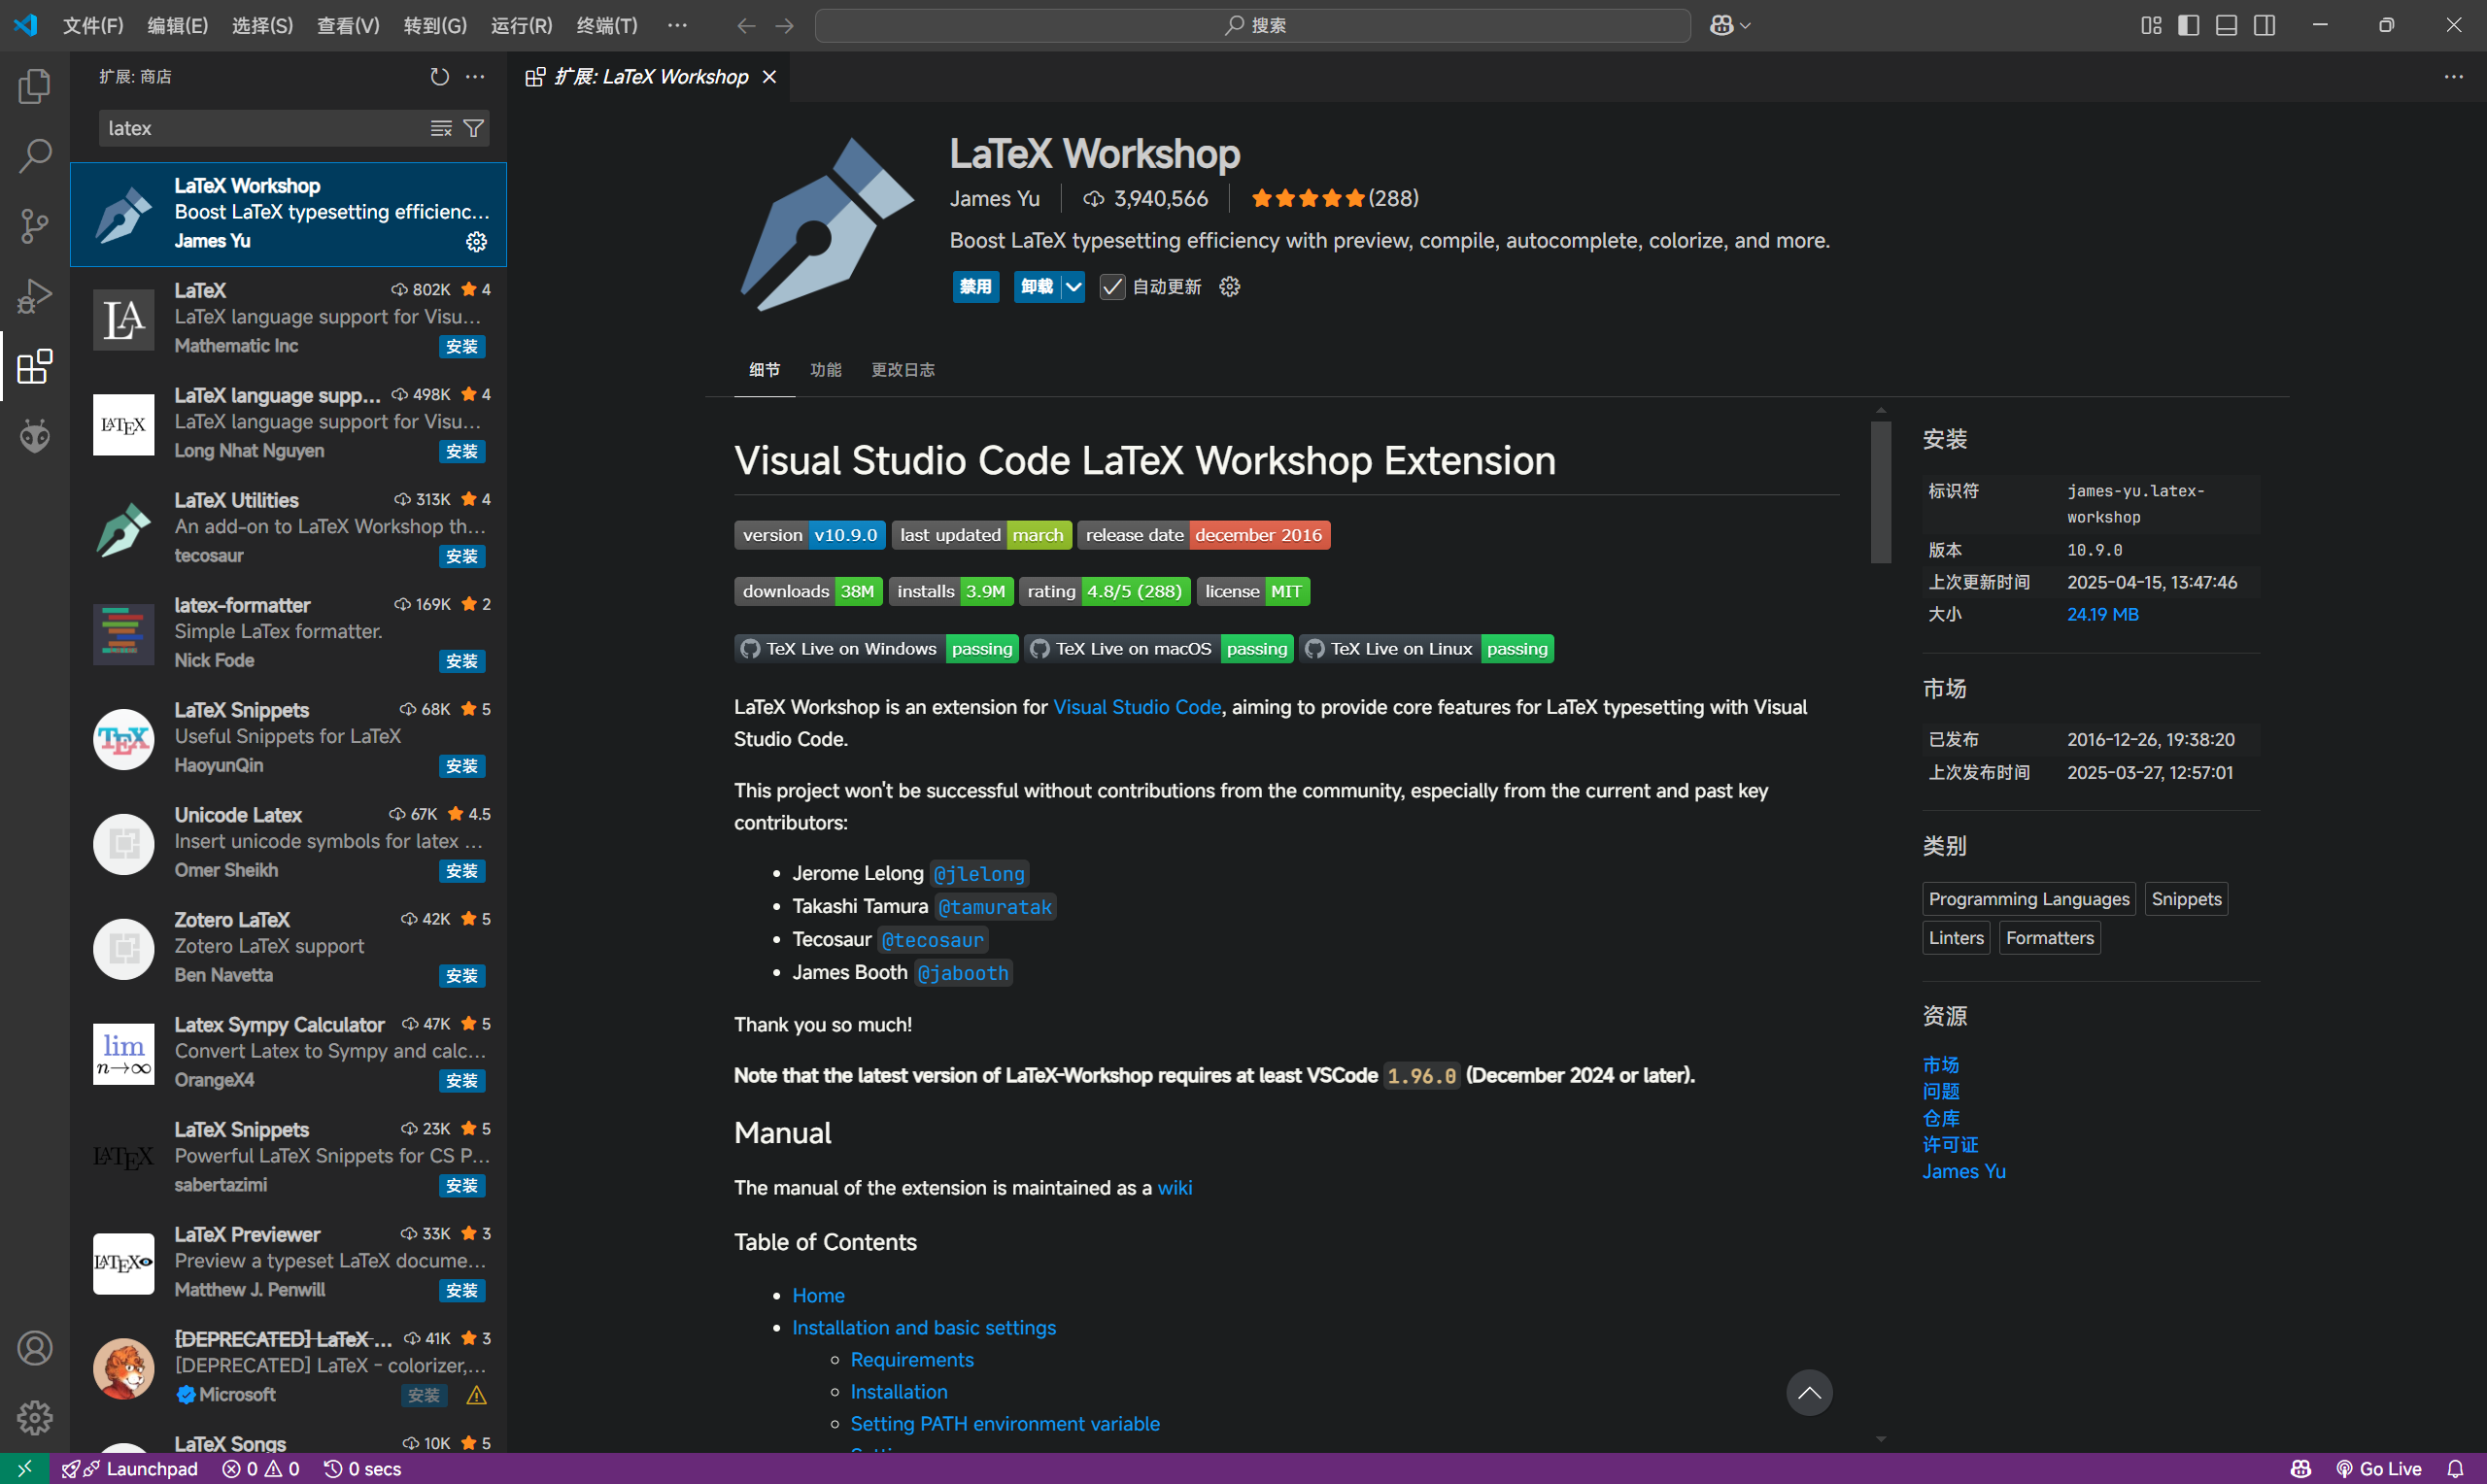 文件(F) 编辑(E) 选择(S) 查看(V) 转到(G) 运行(R) 终端(T) ··· 搜索
扩展: 商店
latex
LaTeX Workshop
Boost LaTeX typesetting efficienc...
James Yu
LaTeX 802K 4
LaTeX language support for Visu...
Mathematic Inc 安装
LaTeX language supp... 498K 4
LaTeX language support for Visu...
Long Nhat Nguyen 安装
LaTeX Utilities 313K 4
An add-on to LaTeX Workshop th...
tecosaur 安装
latex-formatter 169K 2
Simple LaTex formatter.
Nick Fode 安装
LaTeX Snippets 68K 5
Useful Snippets for LaTeX
HaoyunQin 安装
Unicode Latex 67K 4.5
Insert unicode symbols for latex ...
Omer Sheikh 安装
Zotero LaTeX 42K 5
Zotero LaTeX support
Ben Navetta 安装
Latex Sympy Calculator 47K 5
Convert Latex to Sympy and calc...
OrangeX4 安装
LaTeX Snippets 23K 5
Powerful LaTeX Snippets for CS P...
sabertazimi 安装
LaTeX Previewer 33K 3
Preview a typeset LaTeX docume...
Matthew J. Penwill 安装
[DEPRECATED] LaTeX ... 41K 3
[DEPRECATED] LaTeX - colorizer,...
Microsoft 安装
LaTeX Songs 10K 5
LA
LATEX
TEX
lim
n→∞
LATEX
LATEX
扩展: LaTeX Workshop
LaTeX Workshop
James Yu 3,940,566 (288)
Boost LaTeX typesetting efficiency with preview, compile, autocomplete, colorize, and more.
禁用 卸载 自动更新
细节 功能 更改日志
Visual Studio Code LaTeX Workshop Extension
version v10.9.0 last updated march release date december 2016
downloads 38M installs 3.9M rating 4.8/5 (288) license MIT
TeX Live on Windows passing TeX Live on macOS passing TeX Live on Linux passing
LaTeX Workshop is an extension for Visual Studio Code, aiming to provide core features for LaTeX typesetting with Visual
Studio Code.
This project won't be successful without contributions from the community, especially from the current and past key
contributors:
• Jerome Lelong @jlelong
• Takashi Tamura @tamuratak
• Tecosaur @tecosaur
• James Booth @jabooth
Thank you so much!
Note that the latest version of LaTeX-Workshop requires at least VSCode 1.96.0 (December 2024 or later).
Manual
The manual of the extension is maintained as a wiki
Table of Contents
• Home
• Installation and basic settings
◦ Requirements
◦ Installation
◦ Setting PATH environment variable
安装
标识符 james-yu.latex-
workshop
版本 10.9.0
上次更新时间 2025-04-15, 13:47:46
大小 24.19 MB
市场
已发布 2016-12-26, 19:38:20
上次发布时间 2025-03-27, 12:57:01
类别
Programming Languages Snippets
Linters Formatters
资源
市场
问题
仓库
许可证
James Yu
Launchpad 0 0 0 secs Go Live